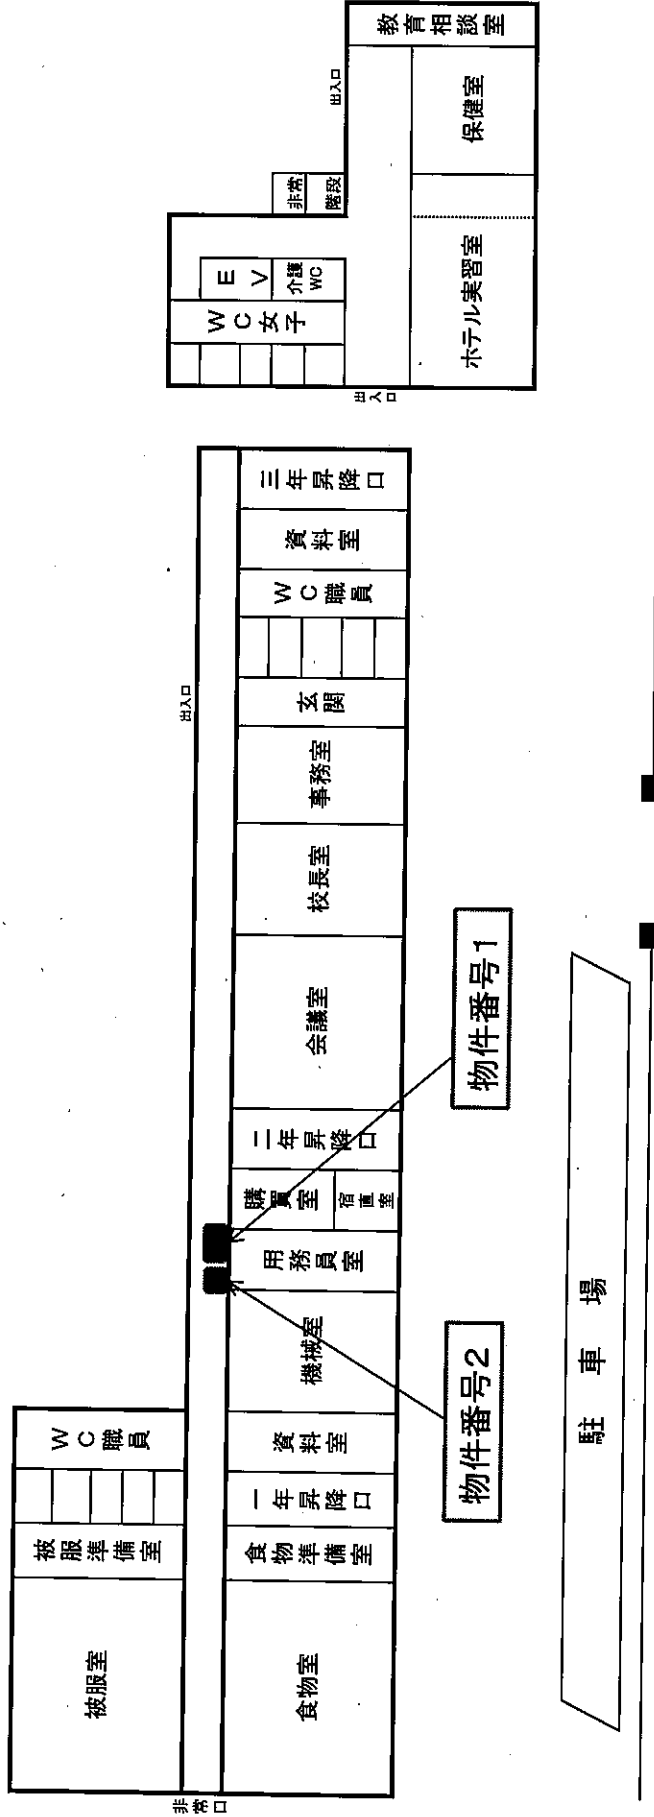 教育相談室
保健室
ホテル実習室
出入口
非常
階段
EV
介護
WC
WC女子
出入口
三年昇降口
資料室
WC職員
玄関
事務室
校長室
会議室
二年昇降口
購買室
宿直室
用務員室
機械室
資料室
一年昇降口
食物準備室
食物室
出入口
WC職員
被服準備室
被服室
非常口
物件番号1
物件番号2
駐車場